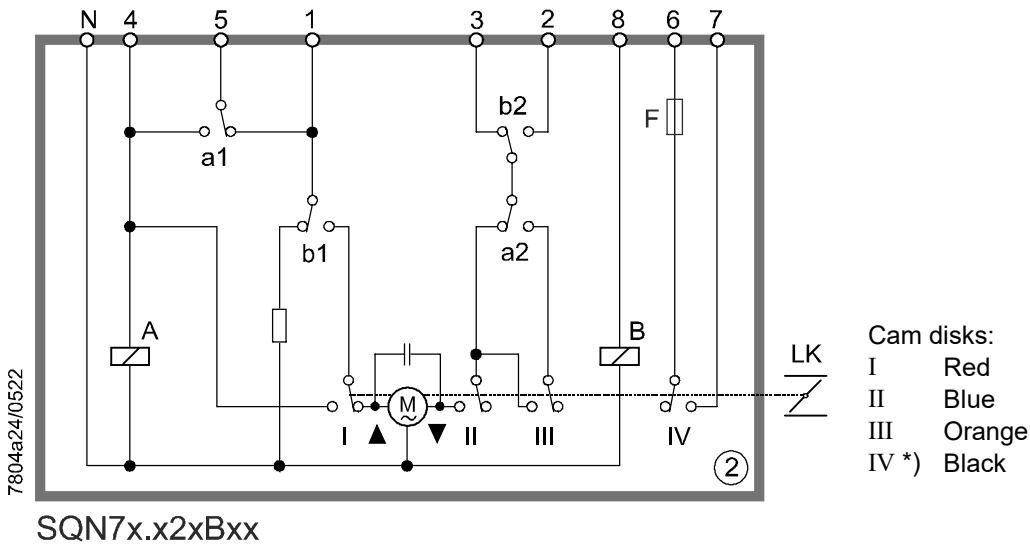 N 4 5 1 3 2 8 6 7
b2
F
a1
b1 a2
A B
LK
M
~
I II III IV
2
7804a24/0522
SQN7x.x2xBxx
Cam disks:
I Red
II Blue
III Orange
IV *) Black